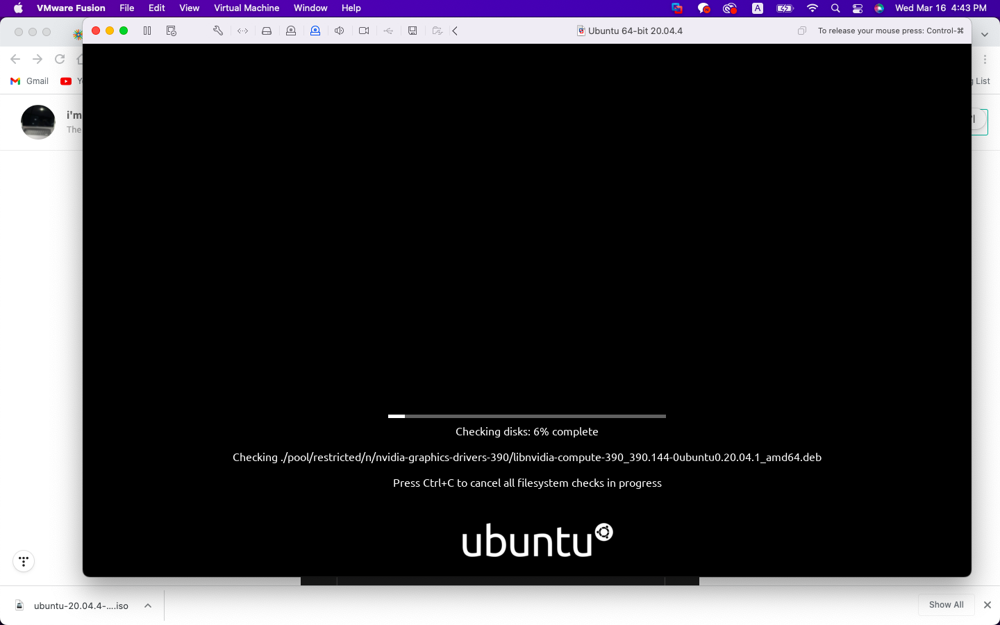 VMware Fusion File Edit View Virtual Machine Window Help A Wed Mar 16 4:43 PM
Ubuntu 64-bit 20.04.4 To release your mouse press: Control-⌘
Gmail
g List
i'm
The
Checking disks: 6% complete
Checking ./pool/restricted/n/nvidia-graphics-drivers-390/libnvidia-compute-390_390.144-0ubuntu0.20.04.1_amd64.deb
Press Ctrl+C to cancel all filesystem checks in progress
ubuntu
ubuntu-20.04.4-....iso Show All